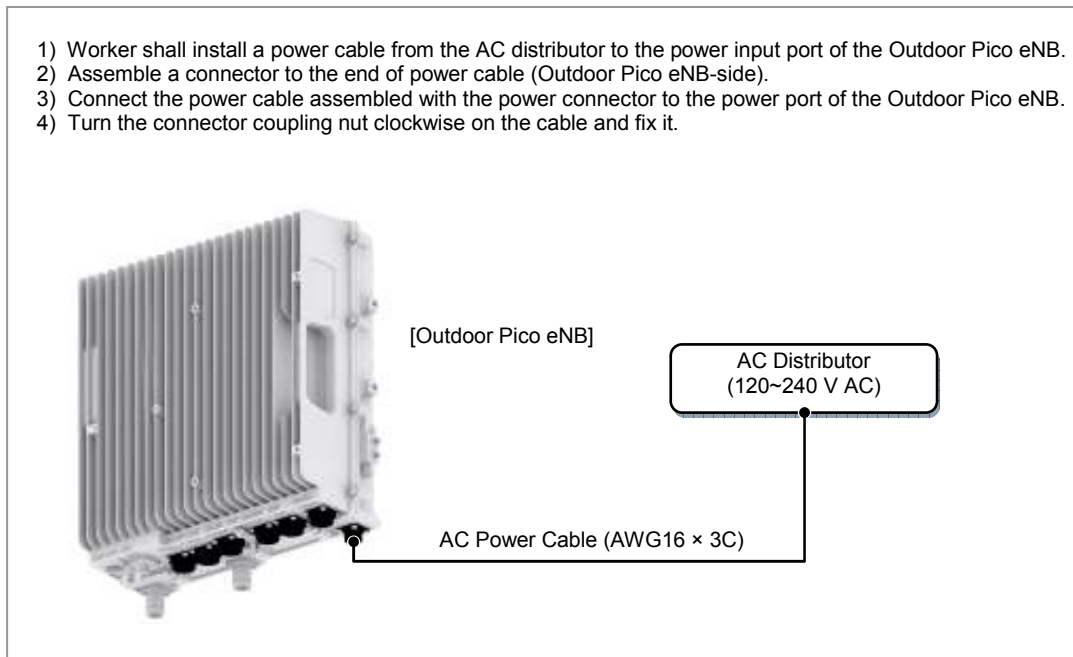 1) Worker shall install a power cable from the AC distributor to the power input port of the Outdoor Pico eNB.
2) Assemble a connector to the end of power cable (Outdoor Pico eNB-side).
3) Connect the power cable assembled with the power connector to the power port of the Outdoor Pico eNB.
4) Turn the connector coupling nut clockwise on the cable and fix it.
[Outdoor Pico eNB]
AC Distributor
(120~240 V AC)
AC Power Cable (AWG16 × 3C)